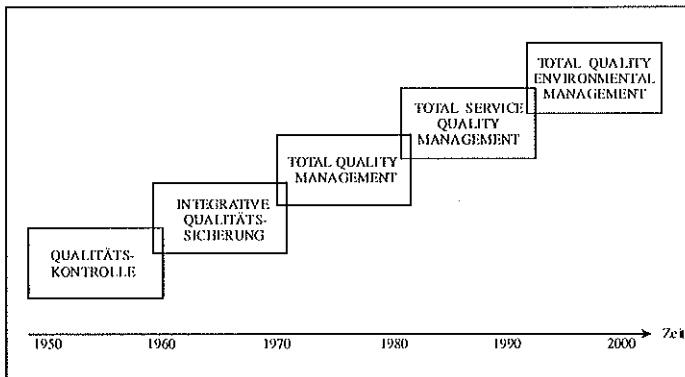 TOTAL QUALITY
ENVIRONMENTAL
MANAGEMENT
TOTAL SERVICE
QUALITY
MANAGEMENT
TOTAL QUALITY
MANAGEMENT
INTEGRATIVE
QUALITÄTS-
SICHERUNG
QUALITÄTS-
KONTROLLE
Zeit
1950 1960 1970 1980 1990 2000